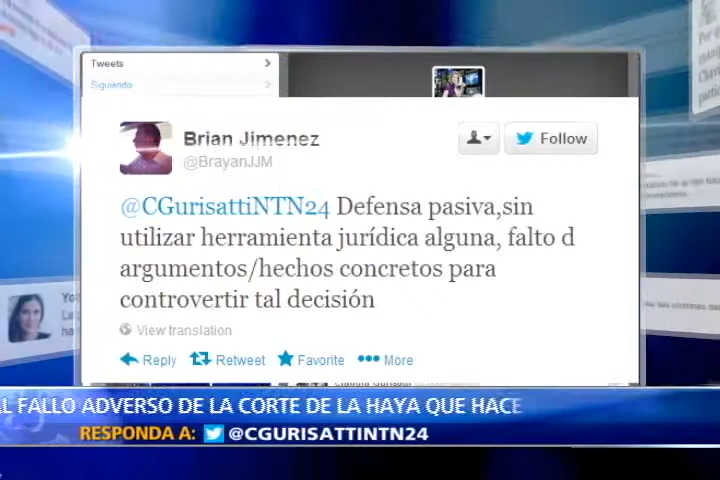 Tweets
Siguiendo
Brian Jimenez
@BrayanJJM
Follow
@CGurisattiNTN24 Defensa pasiva,sin
utilizar herramienta jurídica alguna, falto d
argumentos/hechos concretos para
controvertir tal decisión
View translation
Reply Retweet Favorite More
Claudia Gurisatti
AL FALLO ADVERSO DE LA CORTE DE LA HAYA QUE HACE
RESPONDA A: @CGURISATTINTN24